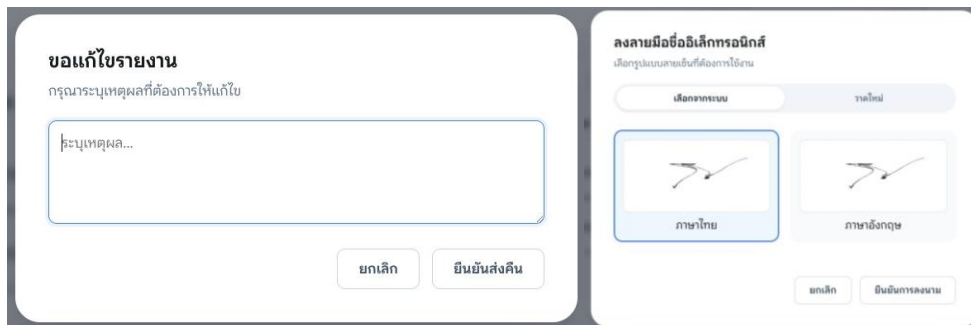 ขอแก้ไขรายงาน
กรุณาระบุเหตุผลที่ต้องการให้แก้ไข
ระบุเหตุผล...
ยกเลิก
ยืนยันส่งคืน
ลงลายมือชื่ออิเล็กทรอนิกส์
เลือกรูปแบบลายเซ็นที่ต้องการใช้งาน
เลือกจากระบบ
วาดใหม่
ภาษาไทย
ภาษาอังกฤษ
ยกเลิก
ยืนยันการลงนาม